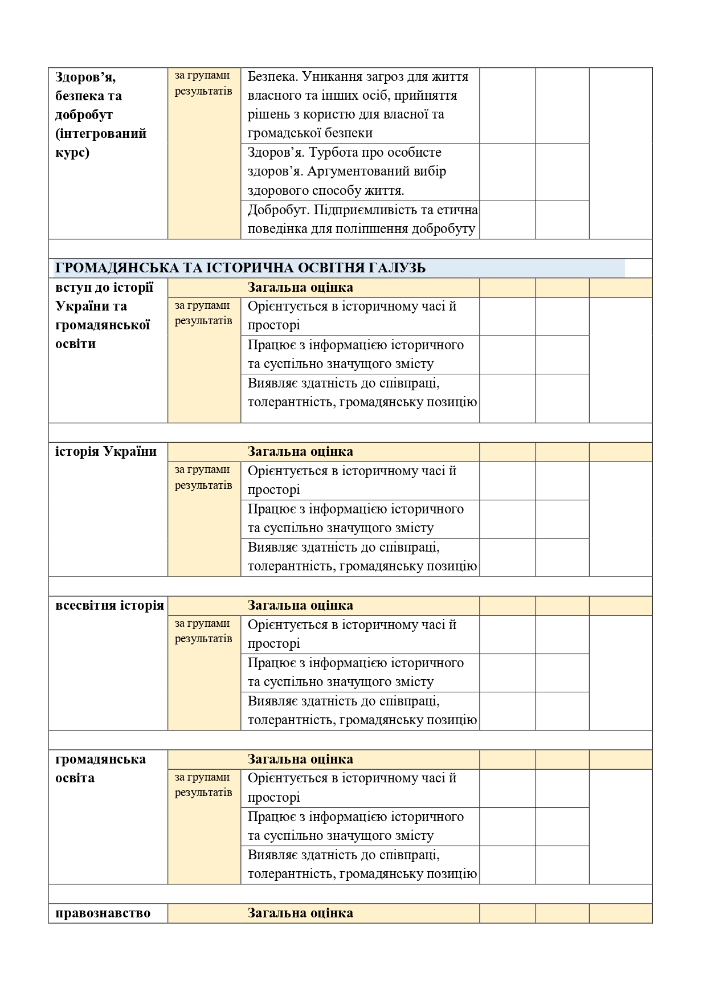 Здоров’я,
безпека та
добробут
(інтегрований
курс)
за групами
результатів
Безпека. Уникання загроз для життя
власного та інших осіб, прийняття
рішень з користю для власної та
громадської безпеки
Здоров’я. Турбота про особисте
здоров’я. Аргументований вибір
здорового способу життя.
Добробут. Підприємливість та етична
поведінка для поліпшення добробуту
ГРОМАДЯНСЬКА ТА ІСТОРИЧНА ОСВІТНЯ ГАЛУЗЬ
вступ до історії
України та
громадянської
освіти
Загальна оцінка
за групами
результатів
Орієнтується в історичному часі й
просторі
Працює з інформацією історичного
та суспільно значущого змісту
Виявляє здатність до співпраці,
толерантність, громадянську позицію
історія України
Загальна оцінка
за групами
результатів
Орієнтується в історичному часі й
просторі
Працює з інформацією історичного
та суспільно значущого змісту
Виявляє здатність до співпраці,
толерантність, громадянську позицію
всесвітня історія
Загальна оцінка
за групами
результатів
Орієнтується в історичному часі й
просторі
Працює з інформацією історичного
та суспільно значущого змісту
Виявляє здатність до співпраці,
толерантність, громадянську позицію
громадянська
освіта
Загальна оцінка
за групами
результатів
Орієнтується в історичному часі й
просторі
Працює з інформацією історичного
та суспільно значущого змісту
Виявляє здатність до співпраці,
толерантність, громадянську позицію
правознавство
Загальна оцінка